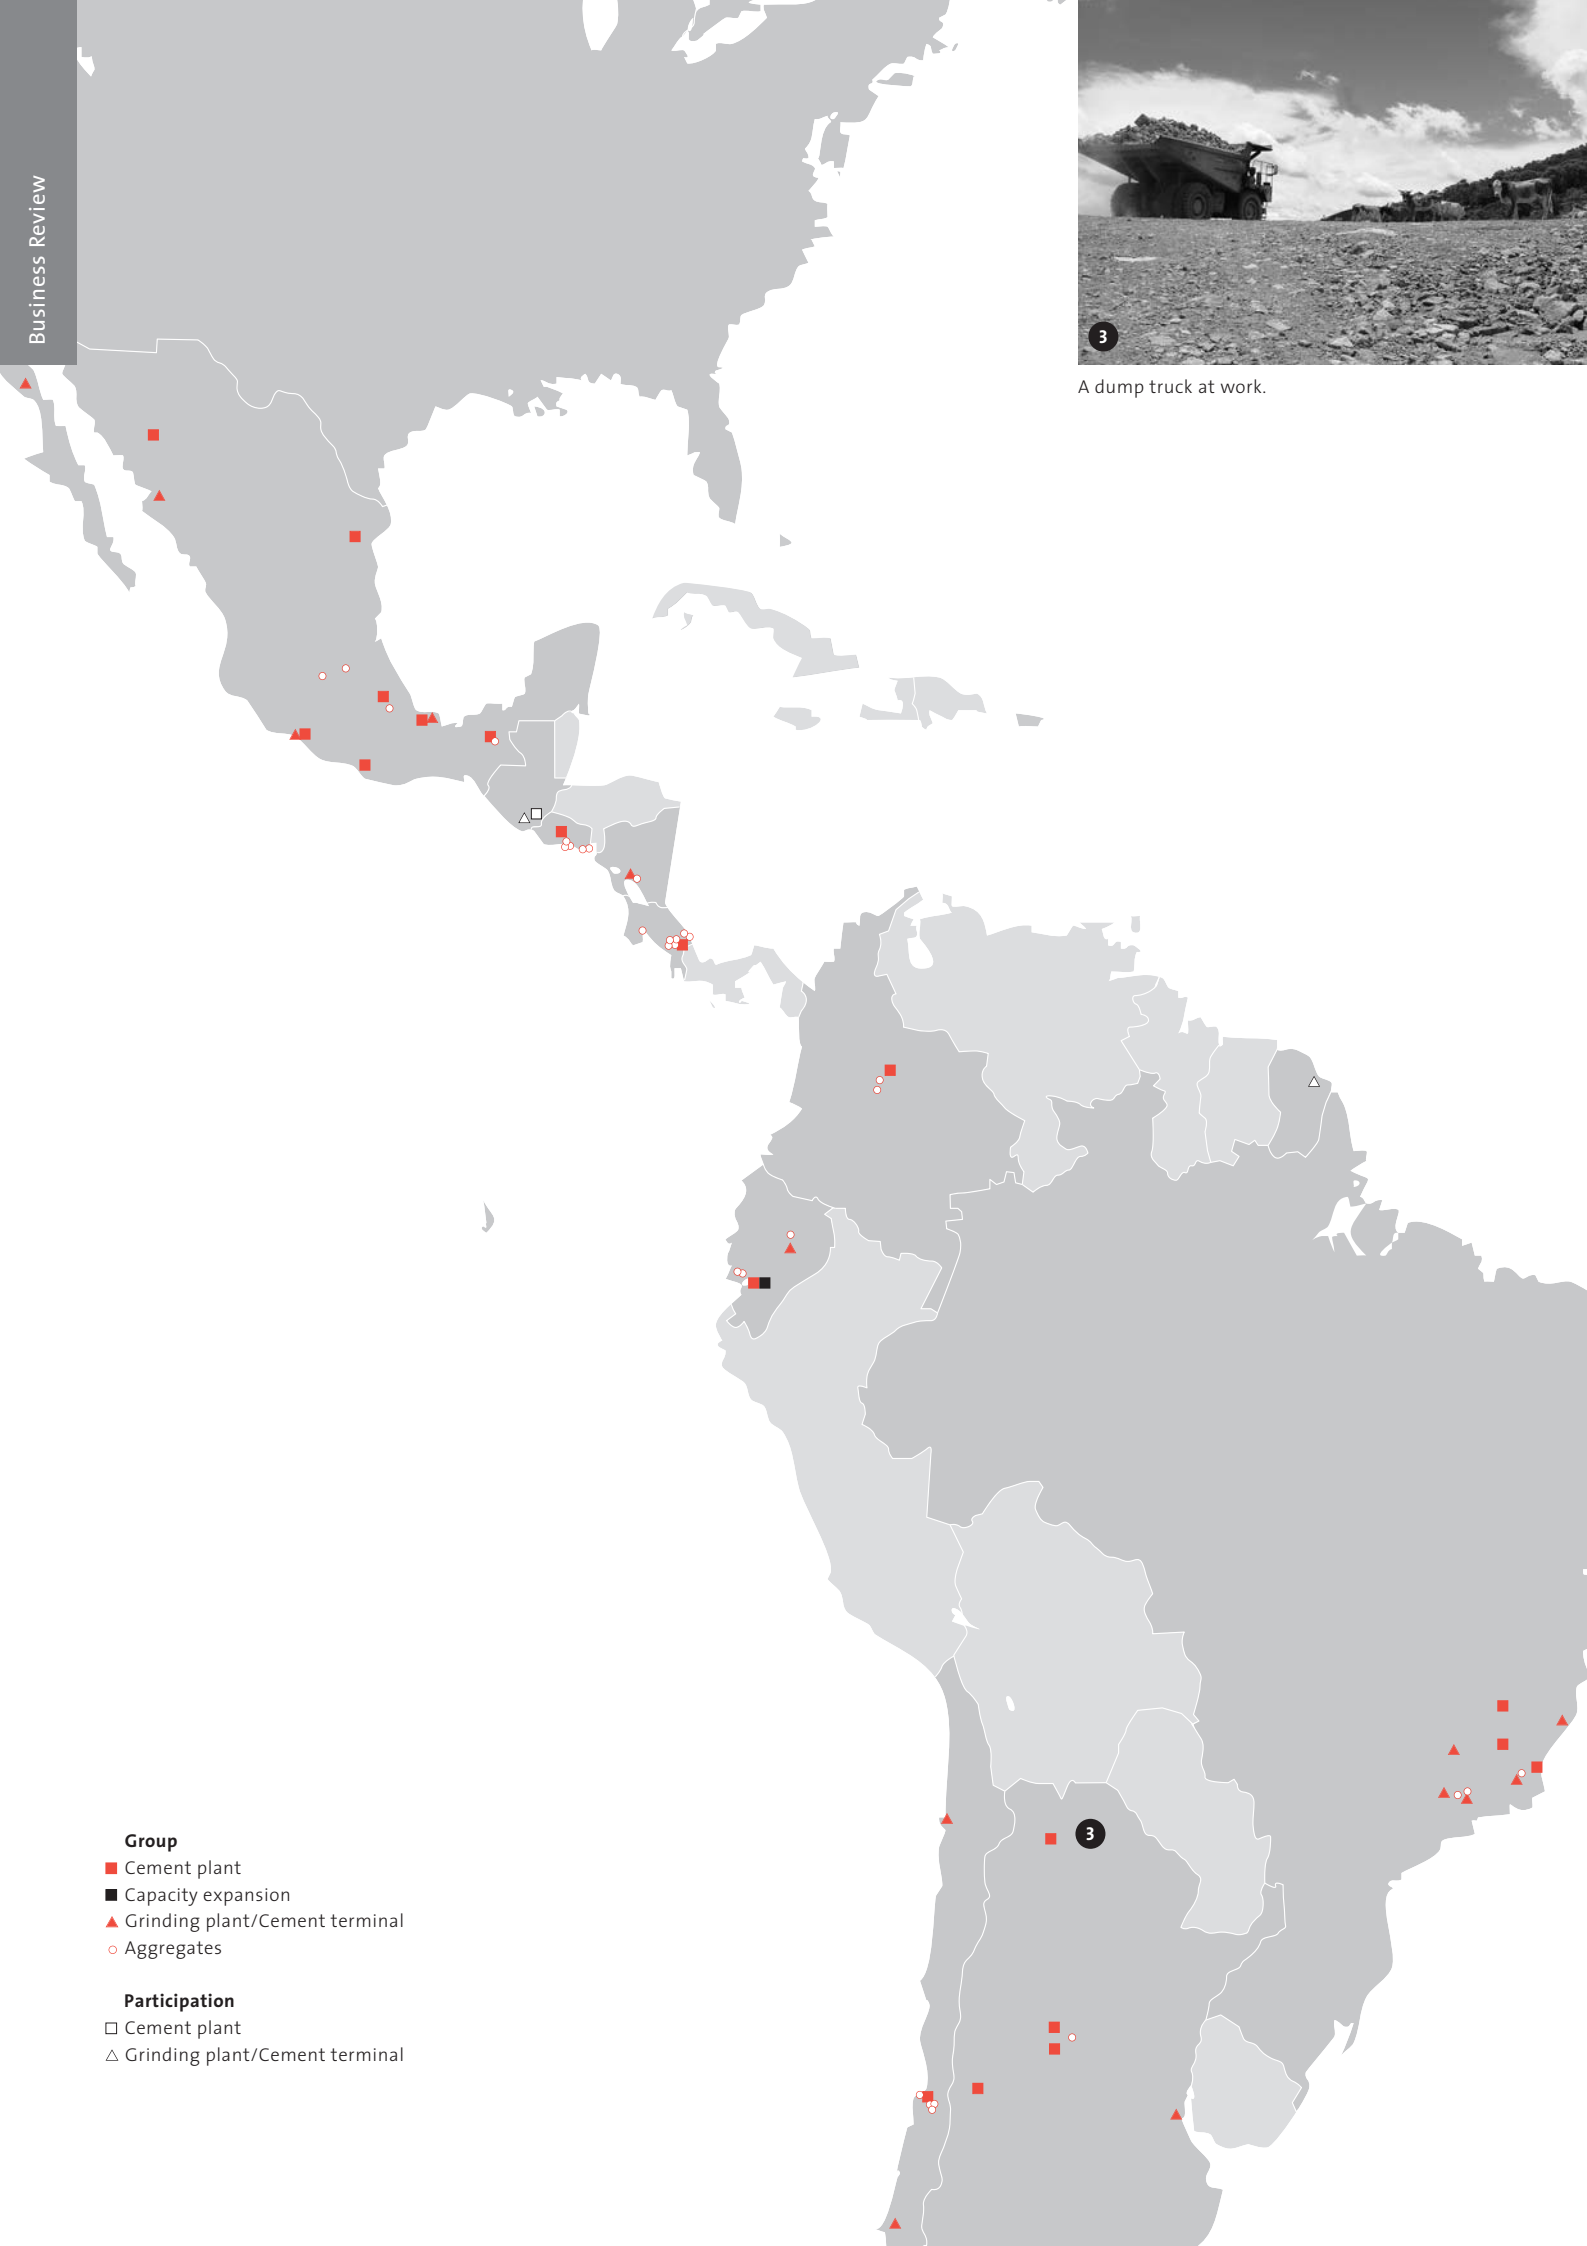 Business Review
3
A dump truck at work.
3
Group
Cement plant
Capacity expansion
Grinding plant/Cement terminal
Aggregates
Participation
Cement plant
Grinding plant/Cement terminal